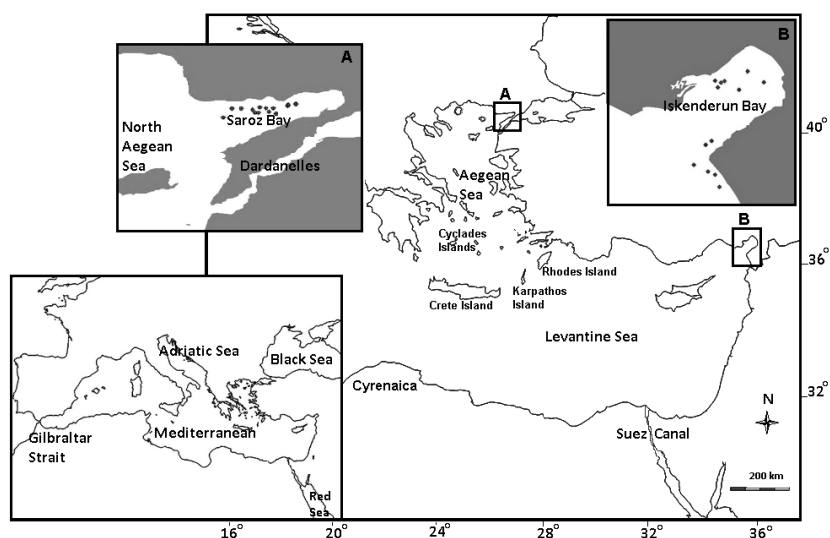 A
North
Aegean
Sea
Saroz Bay
Dardanelles
B
Iskenderun Bay
A
Aegean
Sea
Cyclades
Islands
Rhodes Island
Karpathos
Island
Crete Island
B
Levantine Sea
Cyrenaica
Suez Canal
N
200 km
40°
36°
32°
Adriatic Sea
Black Sea
Mediterranean
Gilbraltar
Strait
Red
Sea
16°
20°
24°
28°
32°
36°